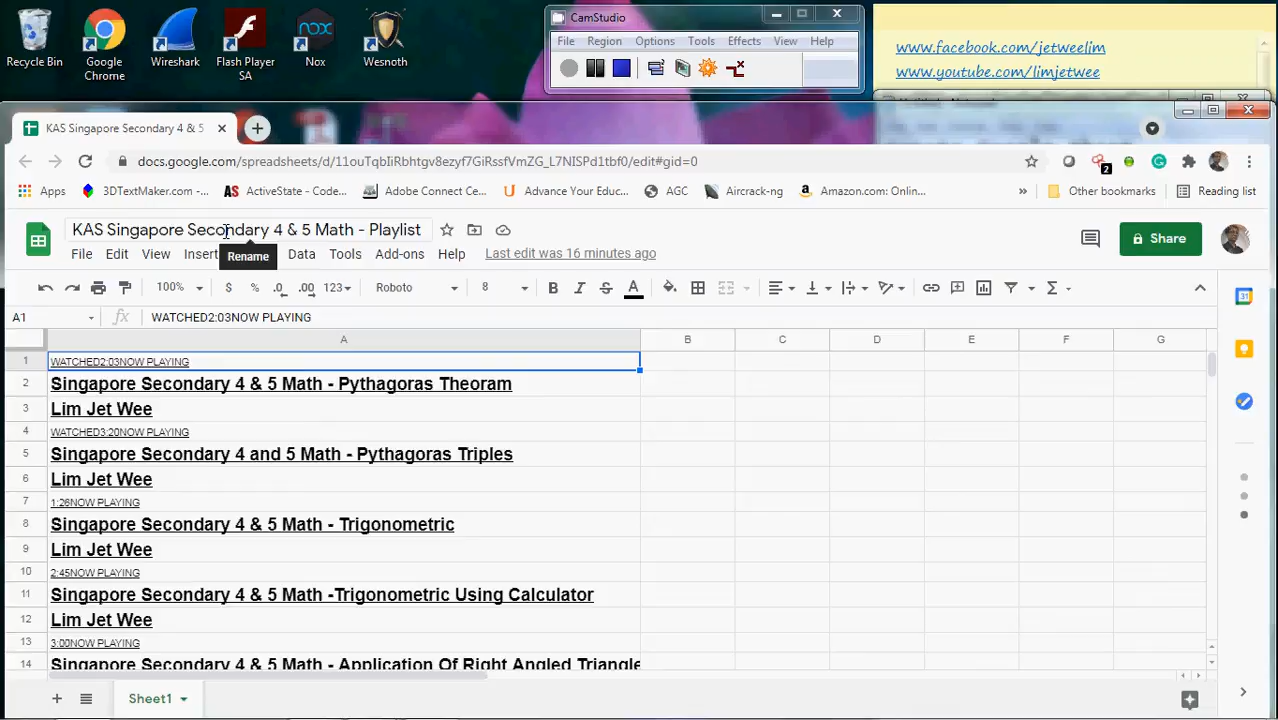 Recycle Bin
Google Chrome
Wireshark
Flash Player SA
Nox
Wesnoth
CamStudio
File Region Options Tools Effects View Help
www.facebook.com/jetweelim
www.youtube.com/limjetwee
KAS Singapore Secondary 4 & 5
docs.google.com/spreadsheets/d/11ouTqbIiRbhtgv8ezyf7GiRssfVmZG_L7NISPd1tbf0/edit#gid=0
2
Apps 3DTextMaker.com -... AS ActiveState - Code... Adobe Connect Ce... Advance Your Educ... AGC Aircrack-ng Amazon.com: Onlin... » Other bookmarks Reading list
KAS Singapore Secondary 4 & 5 Math - Playlist
Share
Rename
File Edit View Insert Data Tools Add-ons Help Last edit was 16 minutes ago
100% $ % .0 .00 123 Roboto 8 B I S A
31
A1 fx WATCHED2:03NOW PLAYING
A B C D E F G
1 WATCHED2:03NOW PLAYING
2 Singapore Secondary 4 & 5 Math - Pythagoras Theoram
3 Lim Jet Wee
4 WATCHED3:20NOW PLAYING
5 Singapore Secondary 4 and 5 Math - Pythagoras Triples
6 Lim Jet Wee
7 1:26NOW PLAYING
8 Singapore Secondary 4 & 5 Math - Trigonometric
9 Lim Jet Wee
10 2:45NOW PLAYING
11 Singapore Secondary 4 & 5 Math -Trigonometric Using Calculator
12 Lim Jet Wee
13 3:00NOW PLAYING
14 Singapore Secondary 4 & 5 Math - Application Of Right Angled Triangle
Sheet1